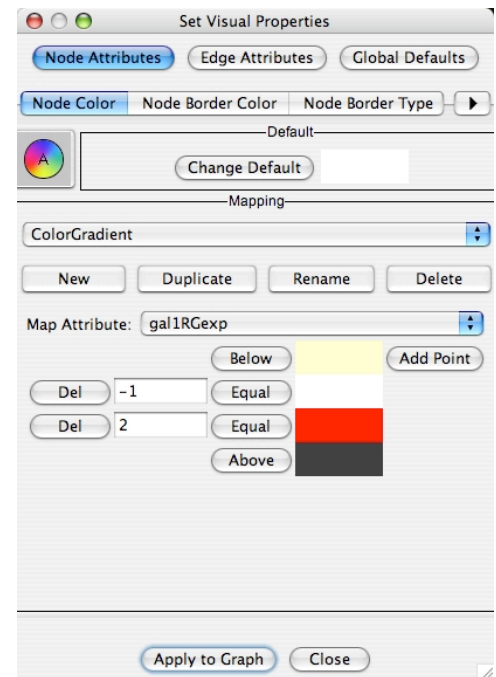 Set Visual Properties
Node Attributes Edge Attributes Global Defaults
Node Color Node Border Color Node Border Type
Default
A Change Default
Mapping
ColorGradient
New Duplicate Rename Delete
Map Attribute: gal1RGexp
Below Add Point
Del -1 Equal
Del 2 Equal
Above
Apply to Graph Close